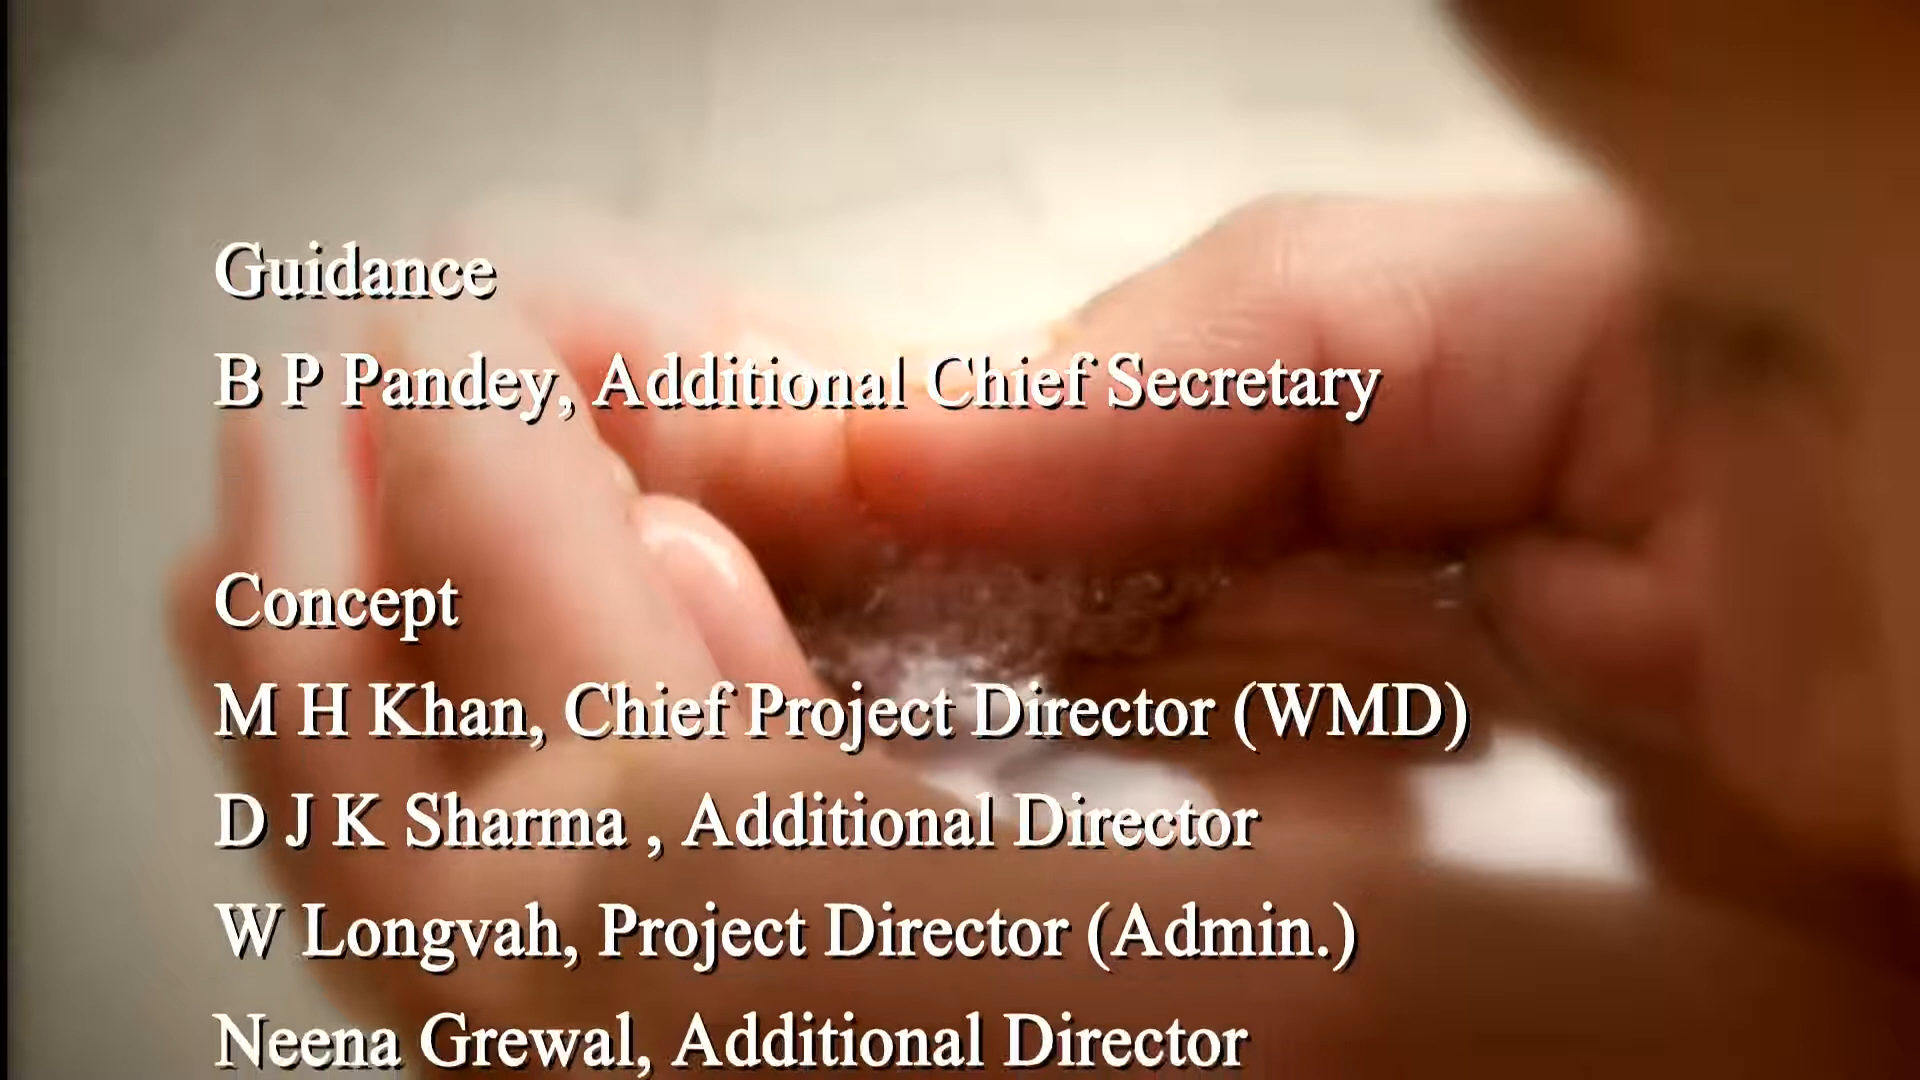 Guidance
B P Pandey, Additional Chief Secretary
Concept
M H Khan, Chief Project Director (WMD)
D J K Sharma , Additional Director
W Longvah, Project Director (Admin.)
Neena Grewal, Additional Director